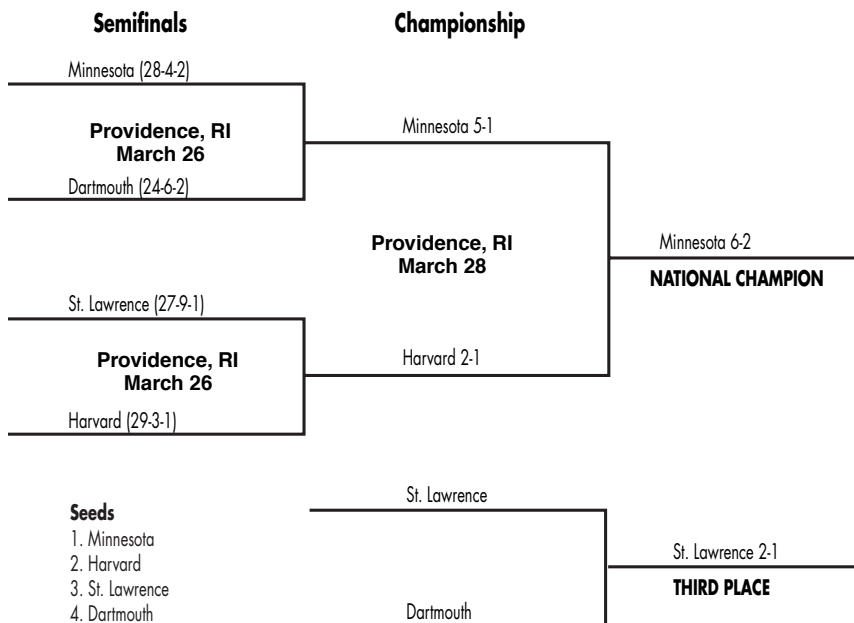 Semifinals
Championship
Minnesota (28-4-2)
Providence, RI
March 26
Dartmouth (24-6-2)
Minnesota 5-1
Providence, RI
March 28
Minnesota 6-2
NATIONAL CHAMPION
St. Lawrence (27-9-1)
Providence, RI
March 26
Harvard (29-3-1)
Harvard 2-1
St. Lawrence
Seeds
1. Minnesota
2. Harvard
3. St. Lawrence
4. Dartmouth
Dartmouth
St. Lawrence 2-1
THIRD PLACE